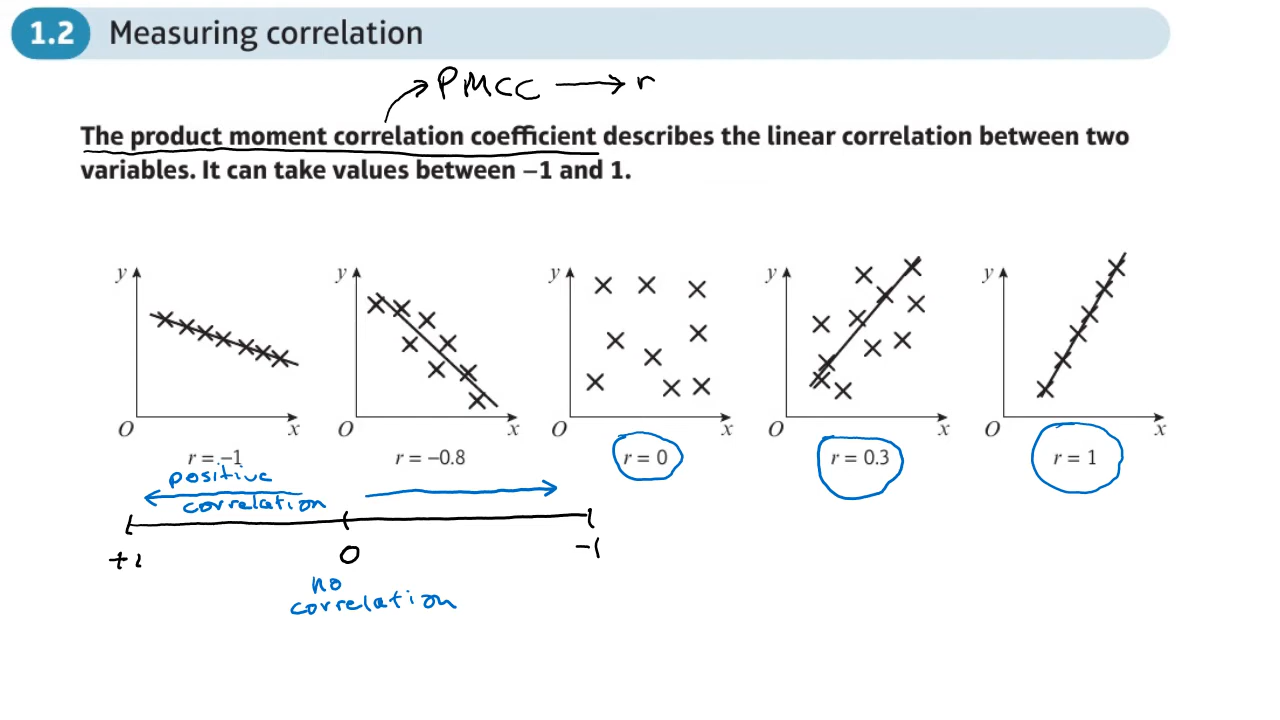 1.2 Measuring correlation
PMCC → r
The product moment correlation coefficient describes the linear correlation between two
variables. It can take values between −1 and 1.
y y y y y
O x O x O x O x O x
r = −1 r = −0.8 r = 0 r = 0.3 r = 1
positive
correlation
+1 0 −1
no
correlation